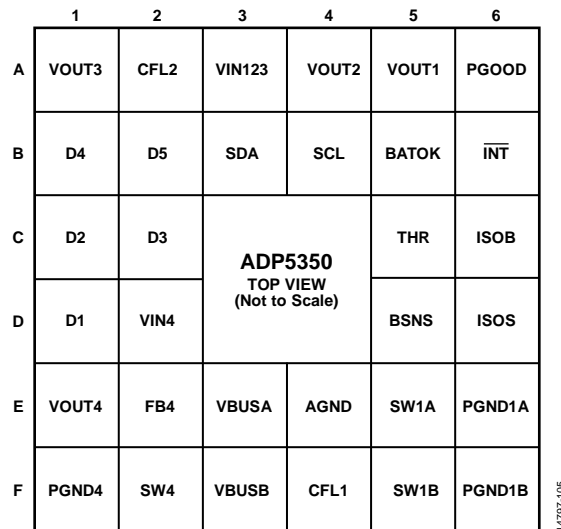 1 2 3 4 5 6
A VOUT3 CFL2 VIN123 VOUT2 VOUT1 PGOOD
B D4 D5 SDA SCL BATOK INT
C D2 D3 THR ISOB
ADP5350
TOP VIEW
(Not to Scale)
D D1 VIN4 BSNS ISOS
E VOUT4 FB4 VBUSA AGND SW1A PGND1A
F PGND4 SW4 VBUSB CFL1 SW1B PGND1B